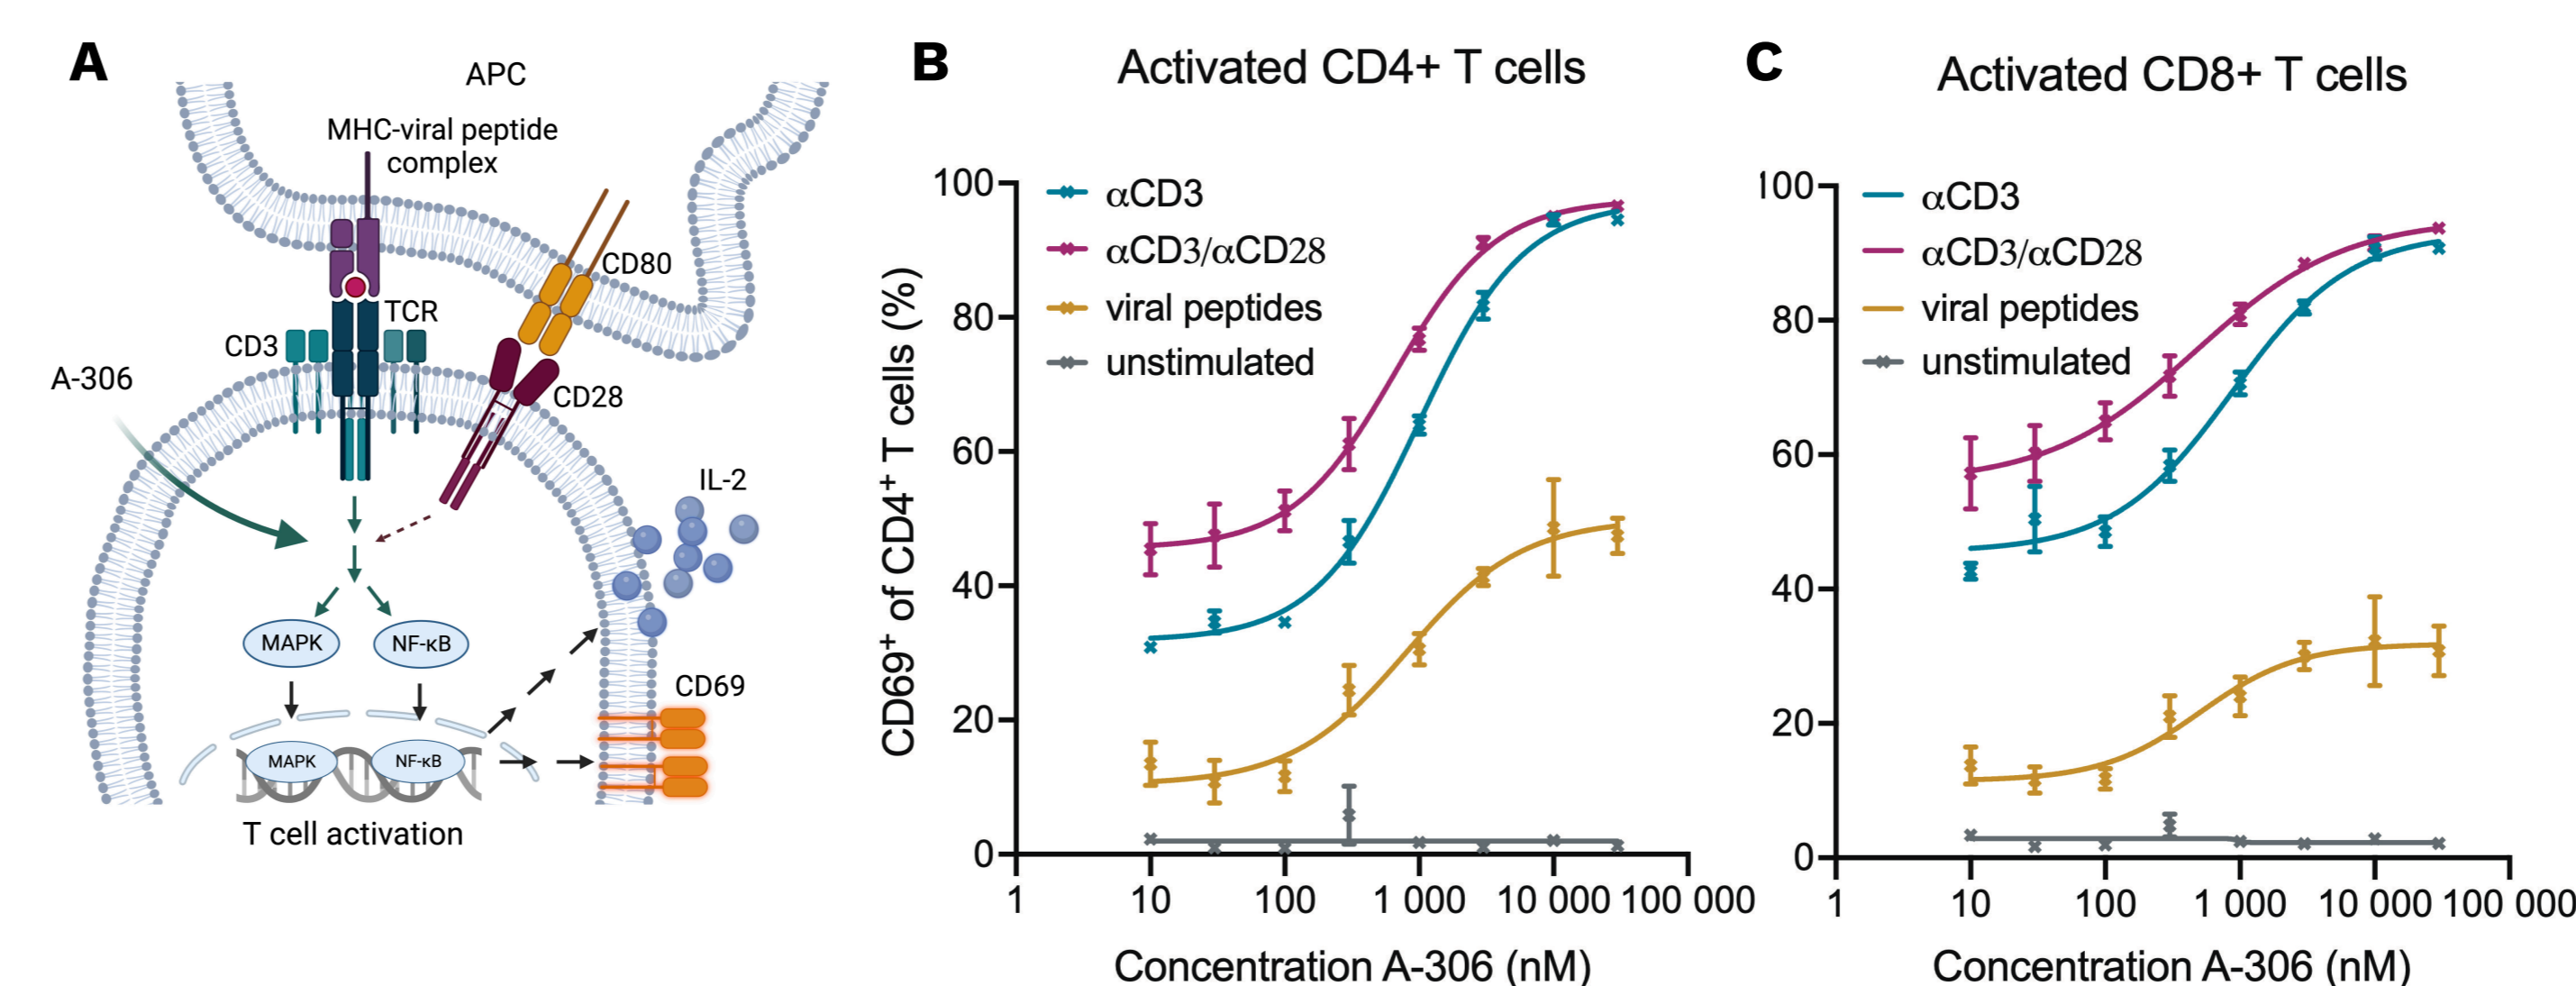 A
APC
MHC-viral peptide
complex
CD80
TCR
CD3
A-306
CD28
IL-2
MAPK
NF-κB
CD69
MAPK
NF-κB
T cell activation
B
Activated CD4+ T cells
CD69⁺ of CD4⁺ T cells (%)
100
80
60
40
20
0
αCD3
αCD3/αCD28
viral peptides
unstimulated
1 10 100 1 000 10 000 100 000
Concentration A-306 (nM)
C
Activated CD8+ T cells
100
80
60
40
20
0
αCD3
αCD3/αCD28
viral peptides
unstimulated
1 10 100 1 000 10 000 100 000
Concentration A-306 (nM)